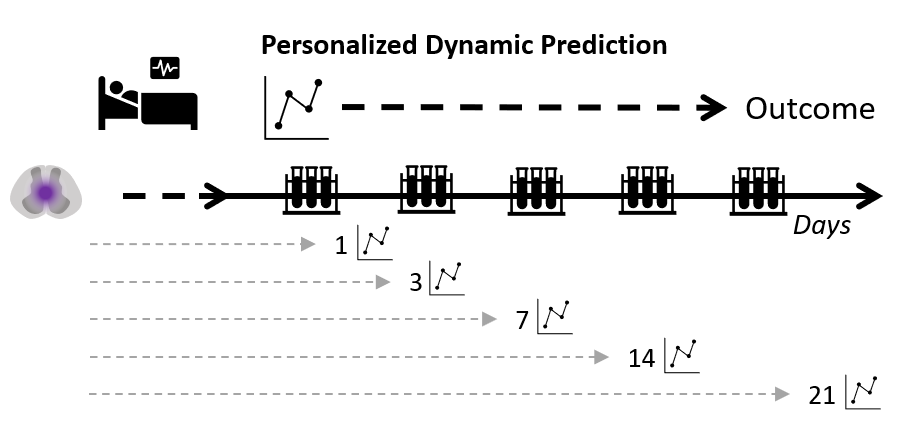 Personalized Dynamic Prediction
Outcome
Days
1
3
7
14
21